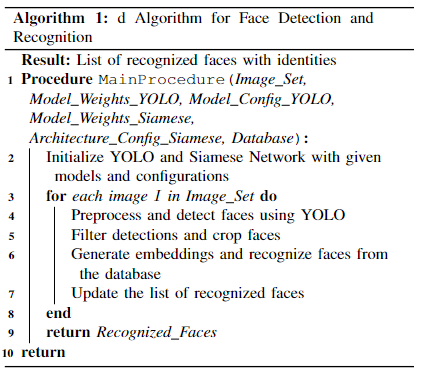 Algorithm 1: d Algorithm for Face Detection and
Recognition
Result: List of recognized faces with identities
1 Procedure MainProcedure(Image_Set,
Model_Weights_YOLO, Model_Config_YOLO,
Model_Weights_Siamese,
Architecture_Config_Siamese, Database):
2 Initialize YOLO and Siamese Network with given
models and configurations
3 for each image I in Image_Set do
4 Preprocess and detect faces using YOLO
5 Filter detections and crop faces
6 Generate embeddings and recognize faces from
the database
7 Update the list of recognized faces
8 end
9 return Recognized_Faces
10 return